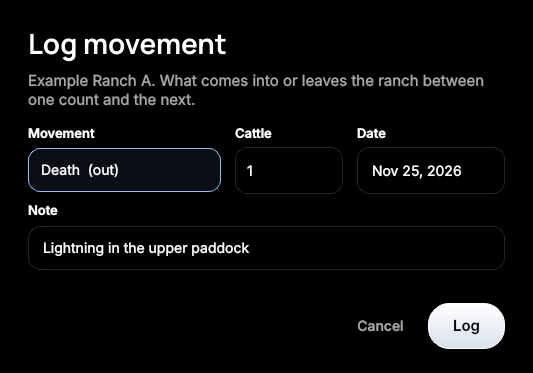 Log movement
Example Ranch A. What comes into or leaves the ranch between
one count and the next.
Movement Cattle Date
Death (out) 1 Nov 25, 2026
Note
Lightning in the upper paddock
Cancel Log